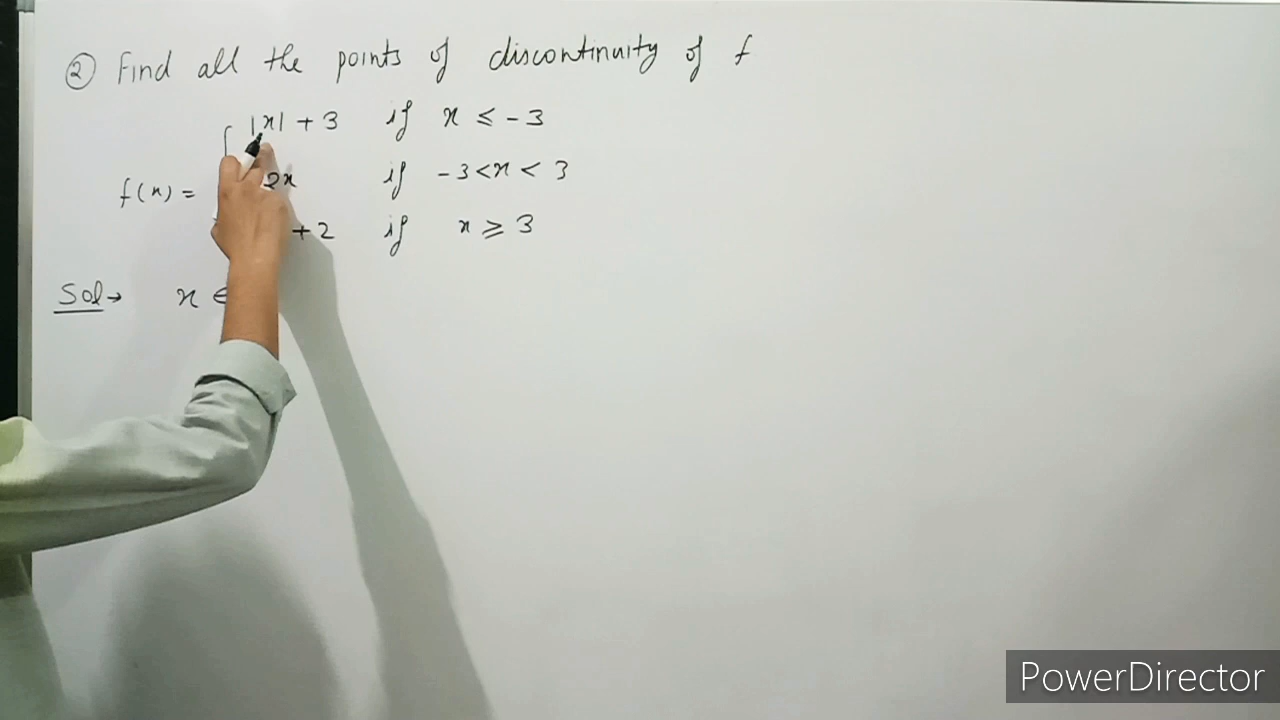 ② Find all the points of discontinuity of f
|x| + 3 if x ≤ -3
f(x) = 2x if -3 < x < 3
+ 2 if x ≥ 3
Sol → x ∈
PowerDirector